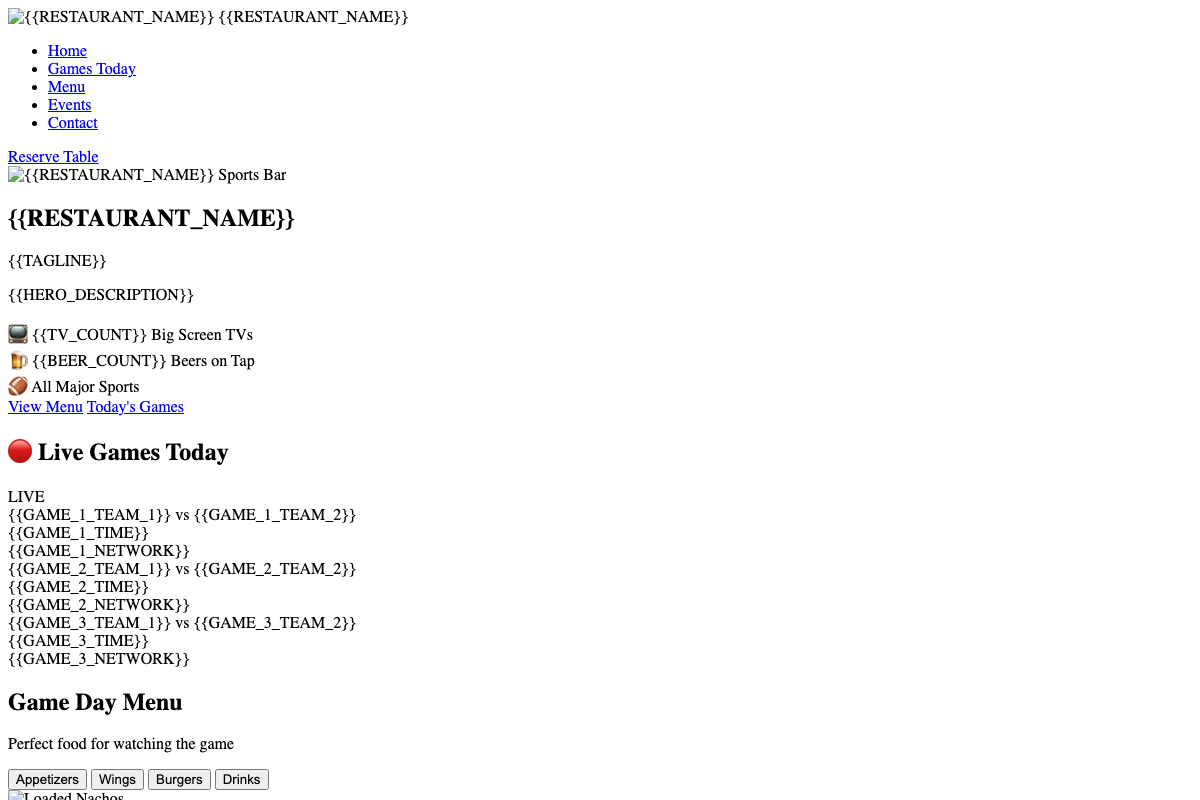 {{RESTAURANT_NAME}} {{RESTAURANT_NAME}}
Home
Games Today
Menu
Events
Contact
Reserve Table
{{RESTAURANT_NAME}} Sports Bar
{{RESTAURANT_NAME}}
{{TAGLINE}}
{{HERO_DESCRIPTION}}
📺 {{TV_COUNT}} Big Screen TVs
🍺 {{BEER_COUNT}} Beers on Tap
🏈 All Major Sports
View Menu Today's Games
🔴 Live Games Today
LIVE
{{GAME_1_TEAM_1}} vs {{GAME_1_TEAM_2}}
{{GAME_1_TIME}}
{{GAME_1_NETWORK}}
{{GAME_2_TEAM_1}} vs {{GAME_2_TEAM_2}}
{{GAME_2_TIME}}
{{GAME_2_NETWORK}}
{{GAME_3_TEAM_1}} vs {{GAME_3_TEAM_2}}
{{GAME_3_TIME}}
{{GAME_3_NETWORK}}
Game Day Menu
Perfect food for watching the game
Appetizers Wings Burgers Drinks
Loaded Nachos